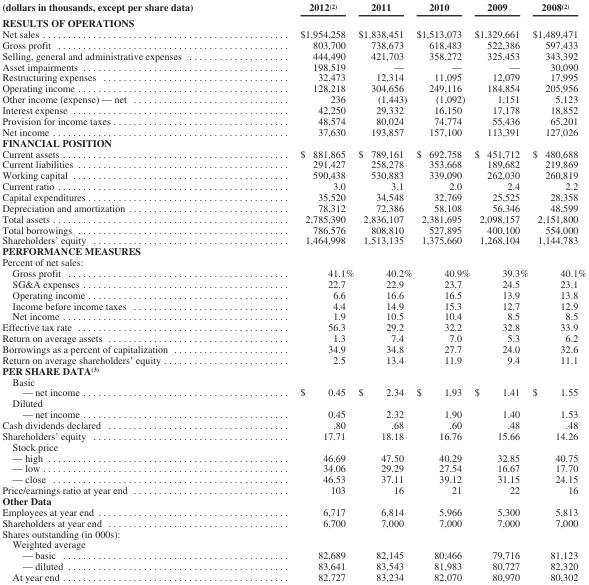 (dollars in thousands, except per share data) 2012(2) 2011 2010 2009 2008(2)
RESULTS OF OPERATIONS
Net sales $1,954,258 $1,838,451 $1,513,073 $1,329,661 $1,489,471
Gross profit 803,700 738,673 618,483 522,386 597,433
Selling, general and administrative expenses 444,490 421,703 358,272 325,453 343,392
Asset impairments 198,519 — — — 30,090
Restructuring expenses 32,473 12,314 11,095 12,079 17,995
Operating income 128,218 304,656 249,116 184,854 205,956
Other income (expense) — net 236 (1,443) (1,092) 1,151 5,123
Interest expense 42,250 29,332 16,150 17,178 18,852
Provision for income taxes 48,574 80,024 74,774 55,436 65,201
Net income 37,630 193,857 157,100 113,391 127,026
FINANCIAL POSITION
Current assets $ 881,865 $ 789,161 $ 692,758 $ 451,712 $ 480,688
Current liabilities 291,427 258,278 353,668 189,682 219,869
Working capital 590,438 530,883 339,090 262,030 260,819
Current ratio 3.0 3.1 2.0 2.4 2.2
Capital expenditures 35,520 34,548 32,769 25,525 28,358
Depreciation and amortization 78,312 72,386 58,108 56,346 48,599
Total assets 2,785,390 2,836,107 2,381,695 2,098,157 2,151,800
Total borrowings 786,576 808,810 527,895 400,100 554,000
Shareholders' equity 1,464,998 1,513,135 1,375,660 1,268,104 1,144,783
PERFORMANCE MEASURES
Percent of net sales:
Gross profit 41.1% 40.2% 40.9% 39.3% 40.1%
SG&A expenses 22.7 22.9 23.7 24.5 23.1
Operating income 6.6 16.6 16.5 13.9 13.8
Income before income taxes 4.4 14.9 15.3 12.7 12.9
Net income 1.9 10.5 10.4 8.5 8.5
Effective tax rate 56.3 29.2 32.2 32.8 33.9
Return on average assets 1.3 7.4 7.0 5.3 6.2
Borrowings as a percent of capitalization 34.9 34.8 27.7 24.0 32.6
Return on average shareholders' equity 2.5 13.4 11.9 9.4 11.1
PER SHARE DATA(3)
Basic
— net income $ 0.45 $ 2.34 $ 1.93 $ 1.41 $ 1.55
Diluted
— net income 0.45 2.32 1.90 1.40 1.53
Cash dividends declared .80 .68 .60 .48 .48
Shareholders' equity 17.71 18.18 16.76 15.66 14.26
Stock price
— high 46.69 47.50 40.29 32.85 40.75
— low 34.06 29.29 27.54 16.67 17.70
— close 46.53 37.11 39.12 31.15 24.15
Price/earnings ratio at year end 103 16 21 22 16
Other Data
Employees at year end 6,717 6,814 5,966 5,300 5,813
Shareholders at year end 6,700 7,000 7,000 7,000 7,000
Shares outstanding (in 000s):
Weighted average
— basic 82,689 82,145 80,466 79,716 81,123
— diluted 83,641 83,543 81,983 80,727 82,320
At year end 82,727 83,234 82,070 80,970 80,302